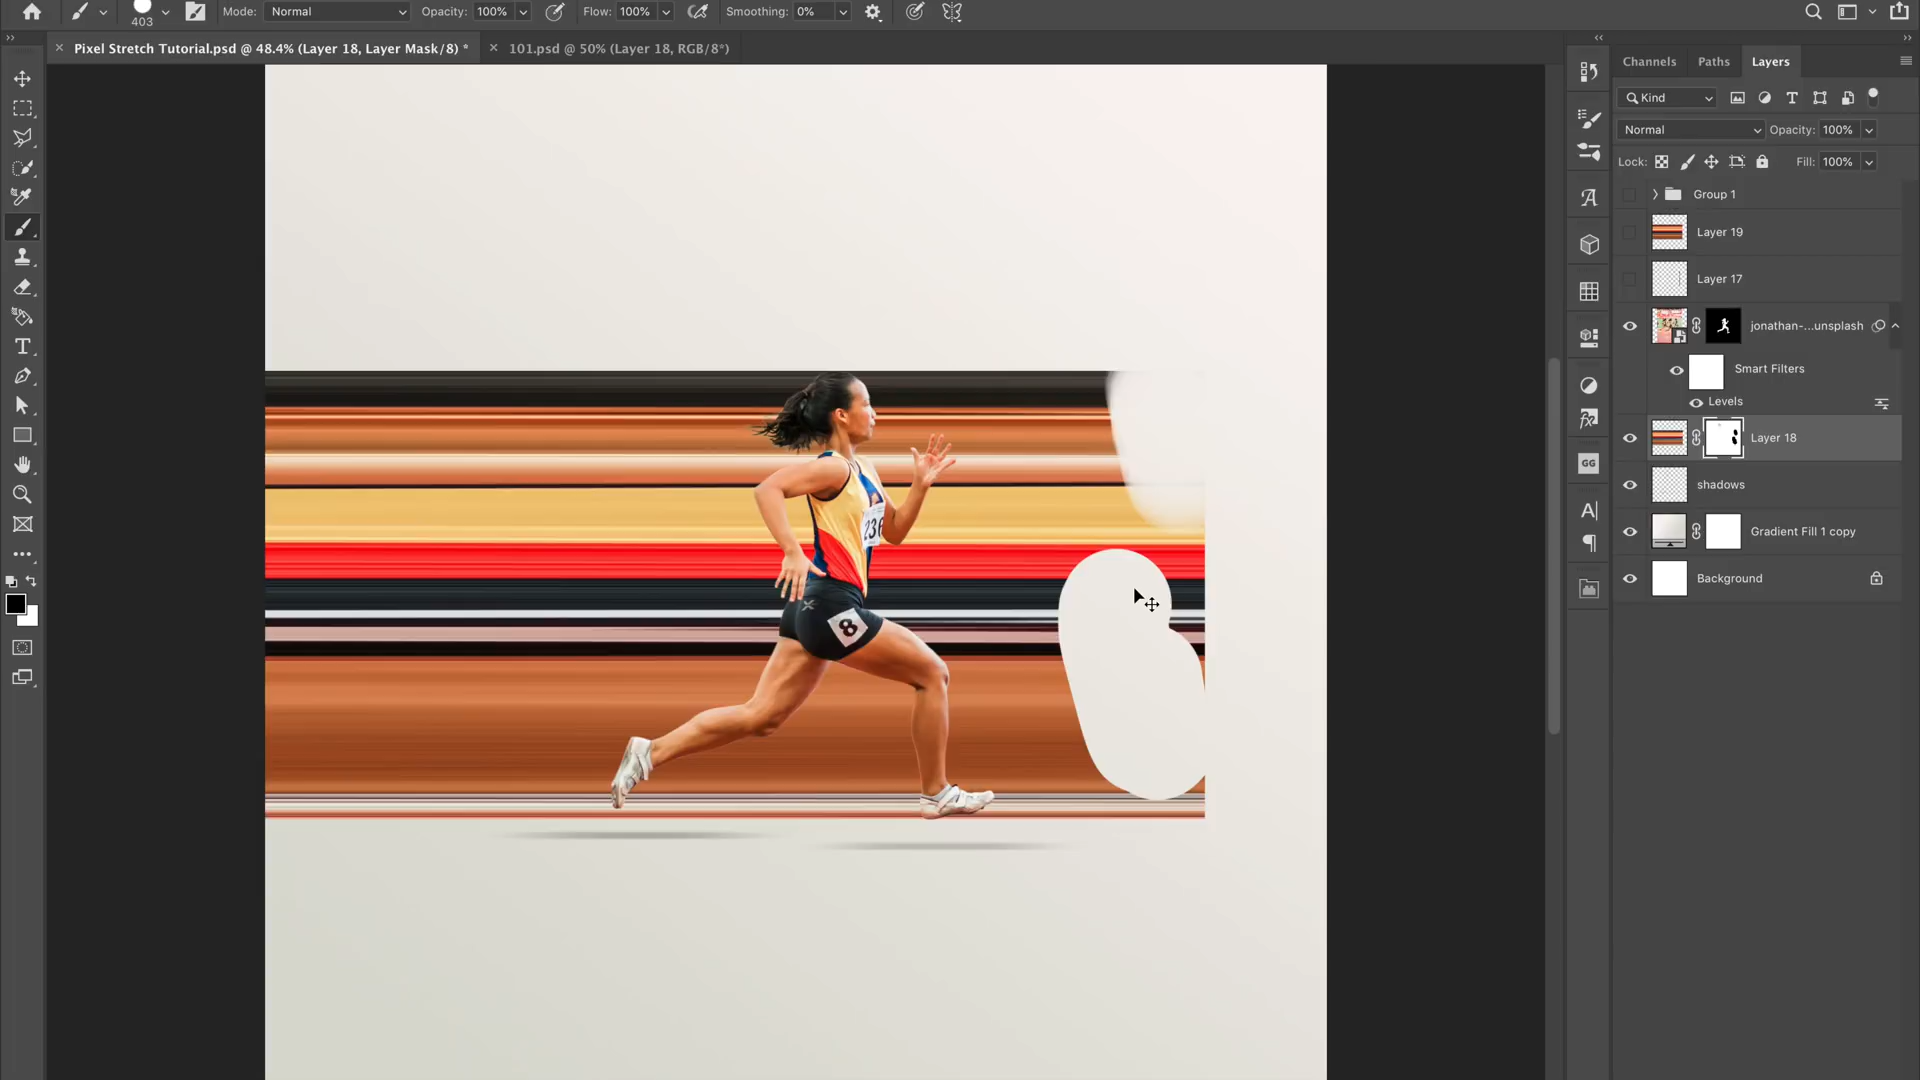 403
Mode: Normal
Opacity: 100%
Flow: 100%
Smoothing: 0%
Pixel Stretch Tutorial.psd @ 48.4% (Layer 18, Layer Mask/8) *
101.psd @ 50% (Layer 18, RGB/8*)
Channels
Paths
Layers
Kind
Normal
Opacity: 100%
Lock:
Fill: 100%
Group 1
Layer 19
Layer 17
jonathan-...unsplash
Smart Filters
Levels
Layer 18
shadows
Gradient Fill 1 copy
Background
GG
236
8